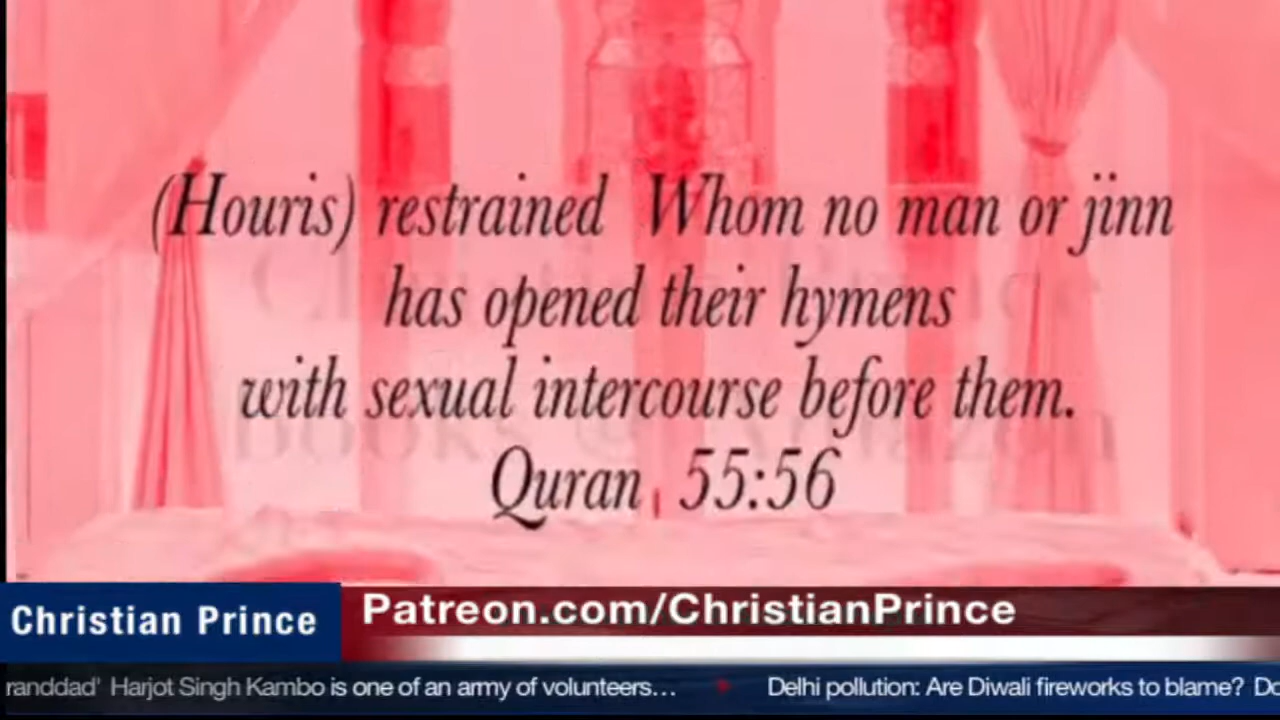 (Houris) restrained Whom no man or jinn
has opened their hymens
with sexual intercourse before them.
Quran 55:56
Christian Prince
Patreon.com/ChristianPrince
randdad' Harjot Singh Kambo is one of an army of volunteers... Delhi pollution: Are Diwali fireworks to blame? Do